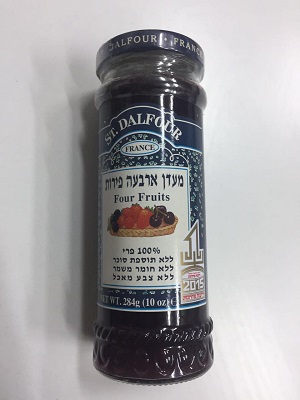 DALFOUR · FRANCE
ST. DALFOUR
FRANCE
מעדן ארבעה פירות
Four Fruits
100% פרי
ללא תוספת סוכר
ללא חומר משמר
ללא צבע מאכל
NET WT. 284g (10 oz) e
2015